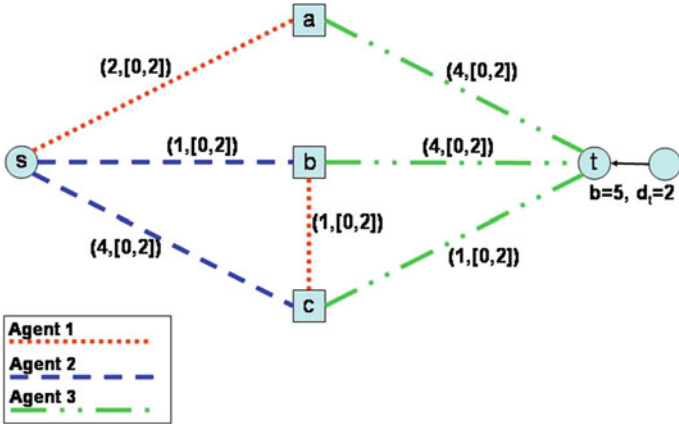 a
(2,[0,2])
(4,[0,2])
s
(1,[0,2])
b
(4,[0,2])
t
b=5, dt=2
(1,[0,2])
(4,[0,2])
(1,[0,2])
c
Agent 1
Agent 2
Agent 3